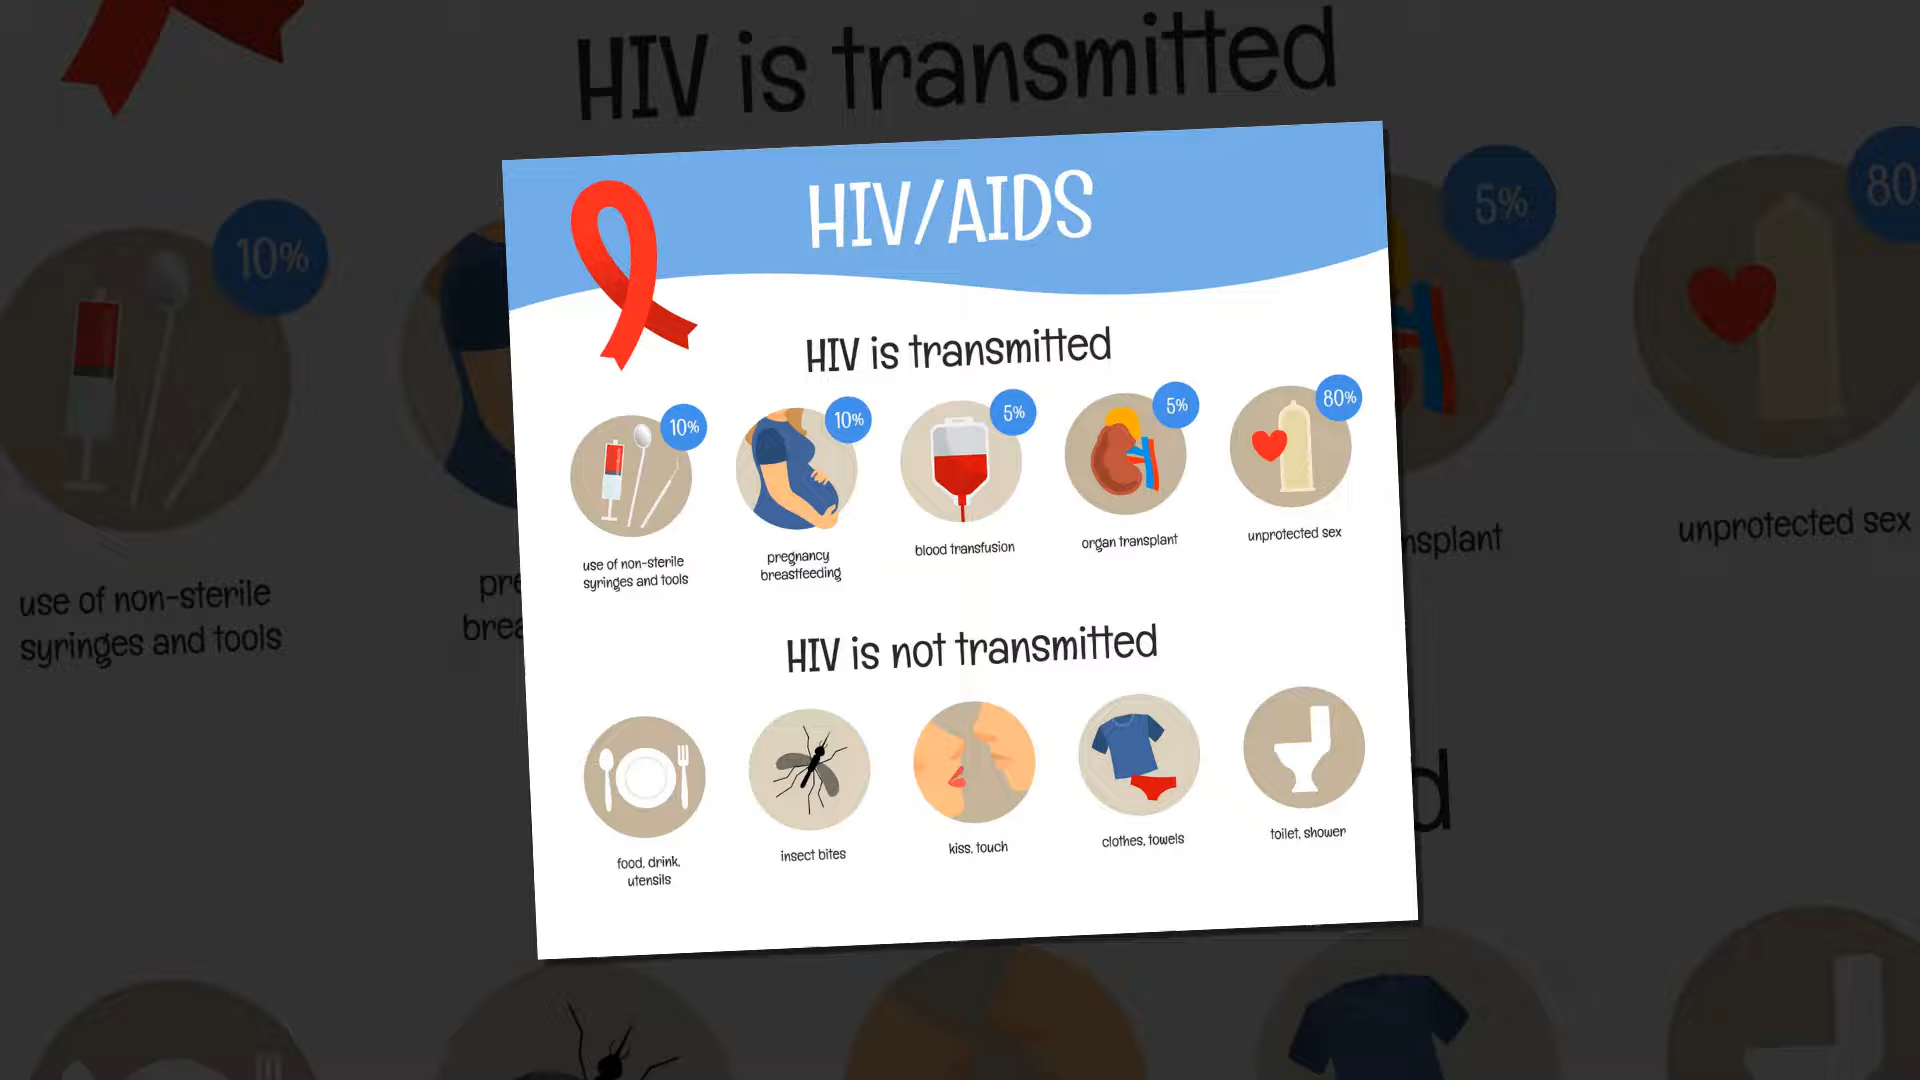 HIV is transmitted
10%
5%
80
use of non-sterile
syringes and tools
pre
brea
nsplant
unprotected sex
d
HIV/AIDS
HIV is transmitted
10%
10%
5%
5%
80%
use of non-sterile
syringes and tools
pregnancy
breastfeeding
blood transfusion
organ transplant
unprotected sex
HIV is not transmitted
food, drink,
utensils
insect bites
kiss, touch
clothes, towels
toilet, shower